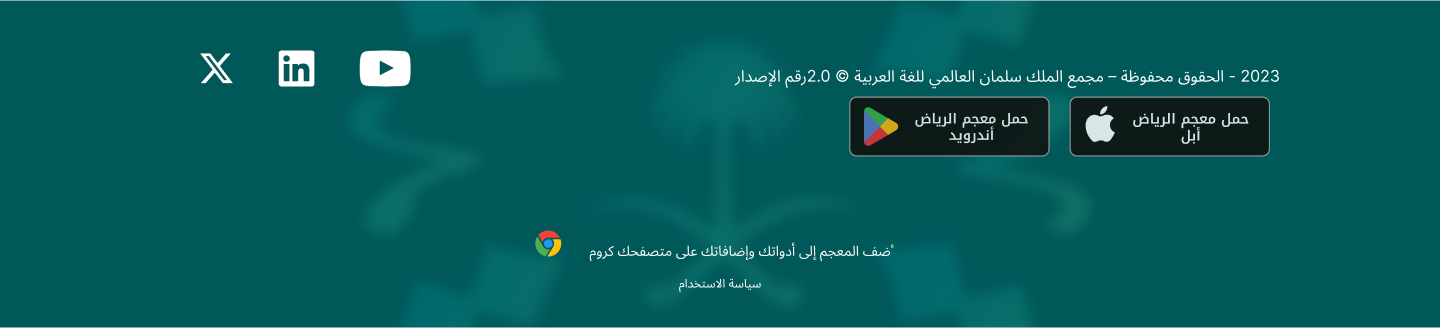 2023 - الحقوق محفوظة – مجمع الملك سلمان العالمي للغة العربية © 2.0رقم الإصدار
حمل معجم الرياض
أبل
حمل معجم الرياض
أندرويد
ٔضف المعجم إلى أدواتك وإضافاتك على متصفحك كروم
سياسة الاستخدام